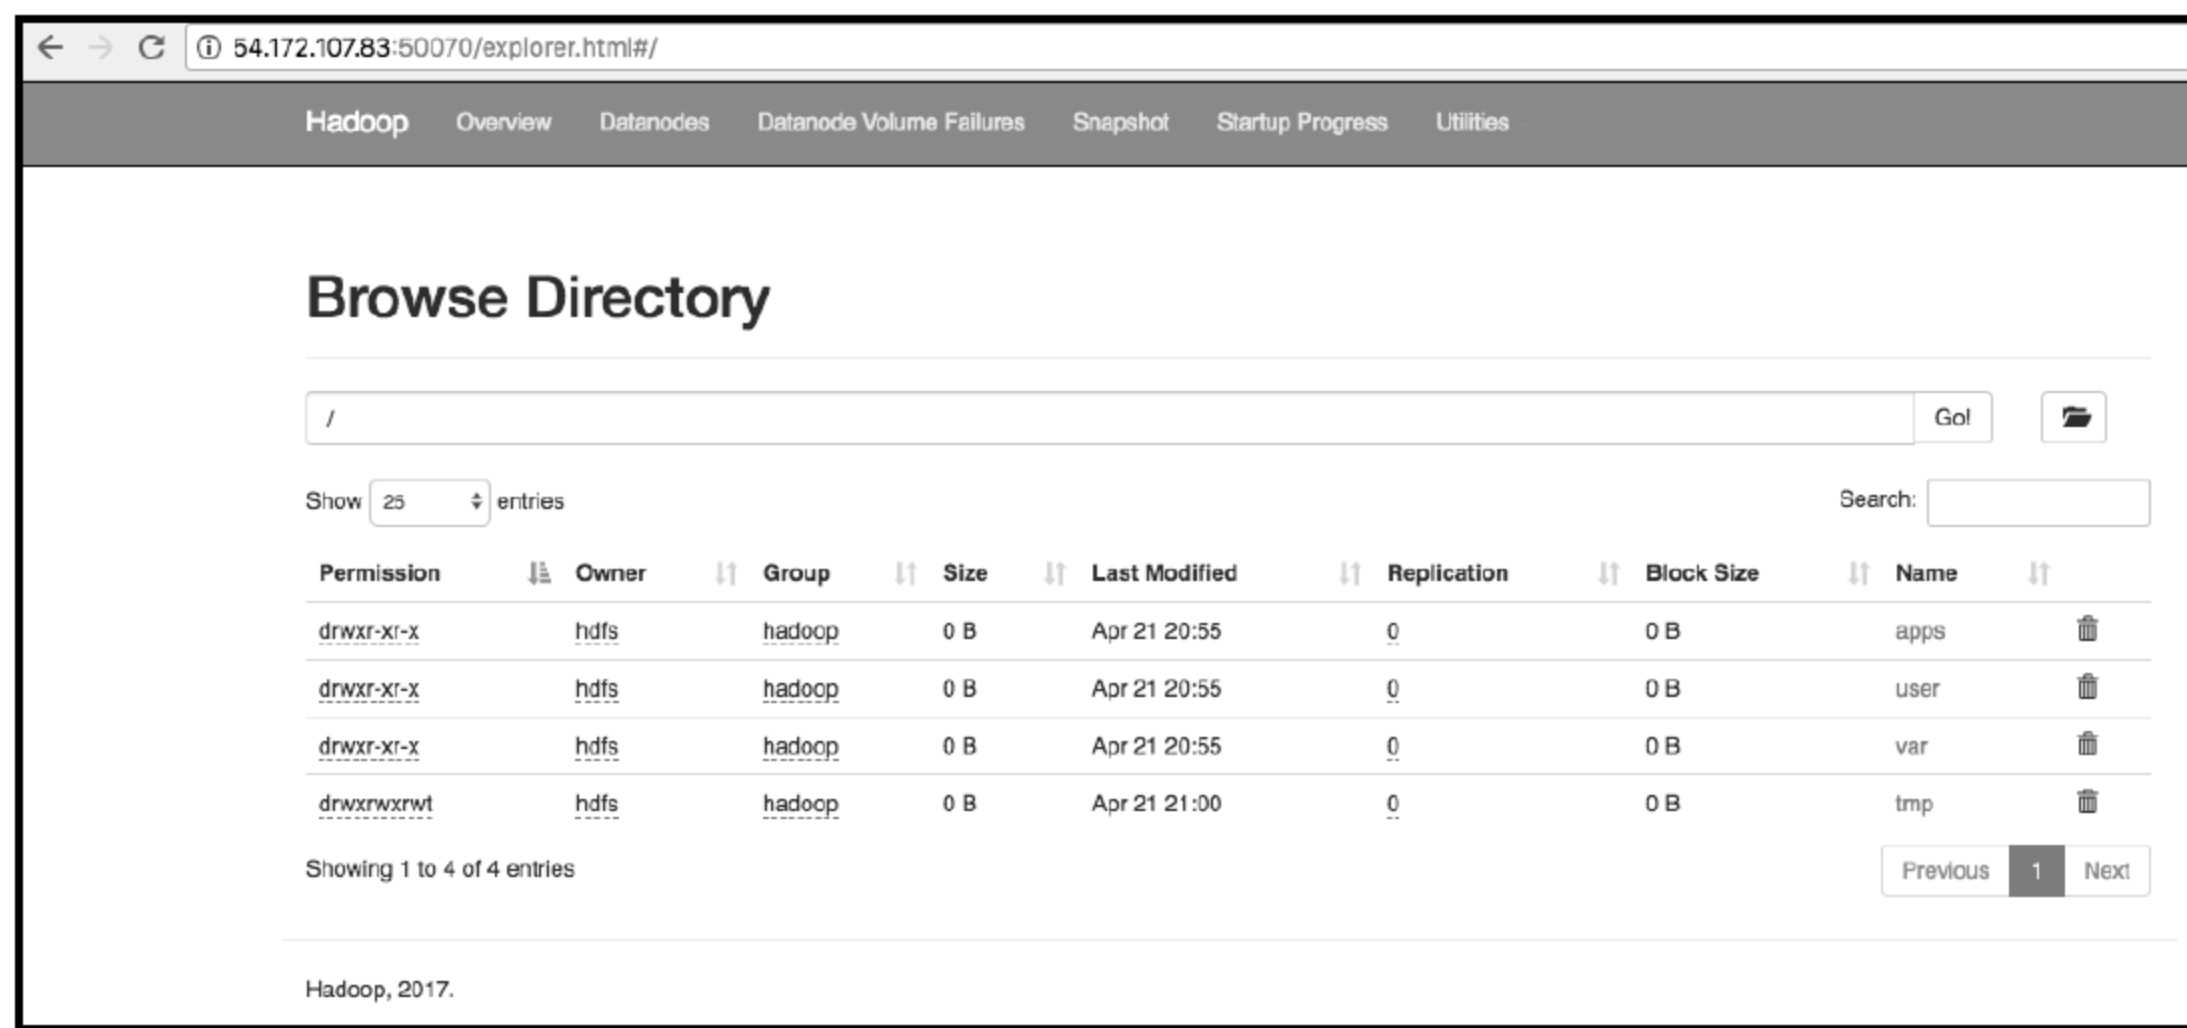 54.172.107.83:50070/explorer.html#/
Hadoop Overview Datanodes Datanode Volume Failures Snapshot Startup Progress Utilities
Browse Directory
/ Go!
Show 25 entries Search:
Permission Owner Group Size Last Modified Replication Block Size Name
drwxr-xr-x hdfs hadoop 0 B Apr 21 20:55 0 0 B apps
drwxr-xr-x hdfs hadoop 0 B Apr 21 20:55 0 0 B user
drwxr-xr-x hdfs hadoop 0 B Apr 21 20:55 0 0 B var
drwxrwxrwt hdfs hadoop 0 B Apr 21 21:00 0 0 B tmp
Showing 1 to 4 of 4 entries Previous 1 Next
Hadoop, 2017.